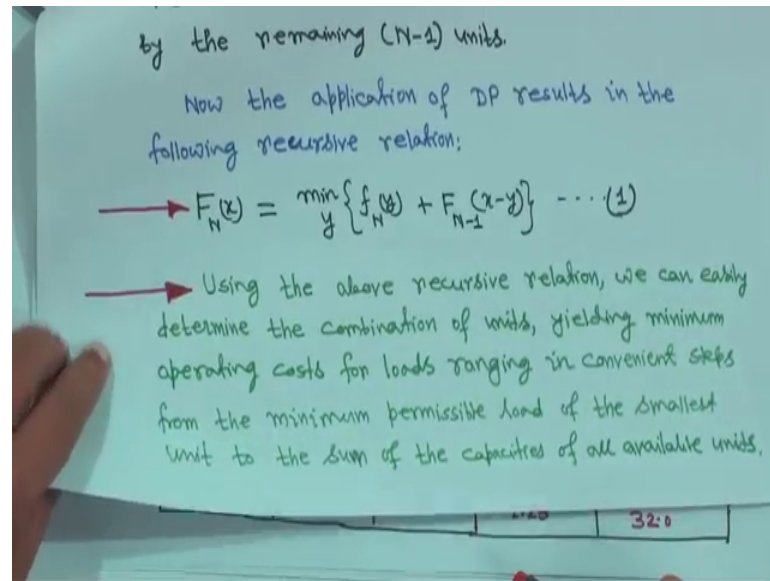 by the remaining (N-1) units.
Now the application of DP results in the
following recursive relation:
F_N(x) = min_y {f_N(y) + F_{N-1}(x-y)} ----(1)
Using the above recursive relation, we can easily
determine the combination of units, yielding minimum
operating costs for loads ranging in convenient steps
from the minimum permissible load of the smallest
unit to the sum of the capacities of all available units.
32.0